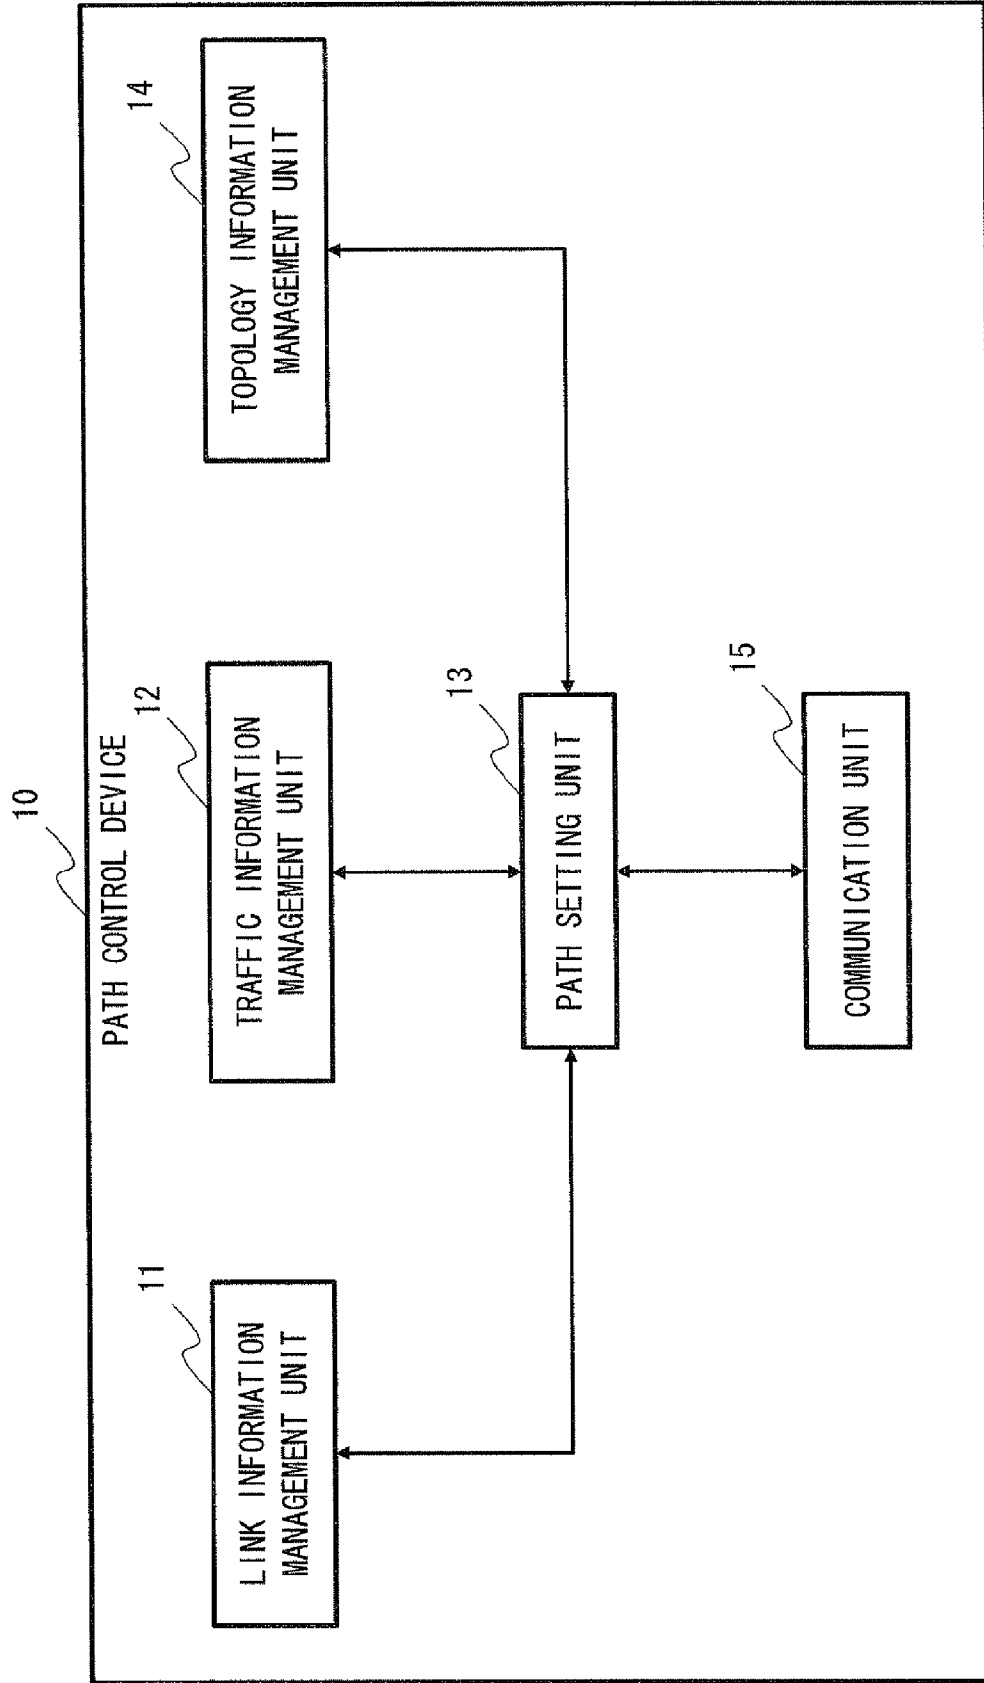 10
PATH CONTROL DEVICE
11
LINK INFORMATION
MANAGEMENT UNIT
12
TRAFFIC INFORMATION
MANAGEMENT UNIT
14
TOPOLOGY INFORMATION
MANAGEMENT UNIT
13
PATH SETTING UNIT
15
COMMUNICATION UNIT